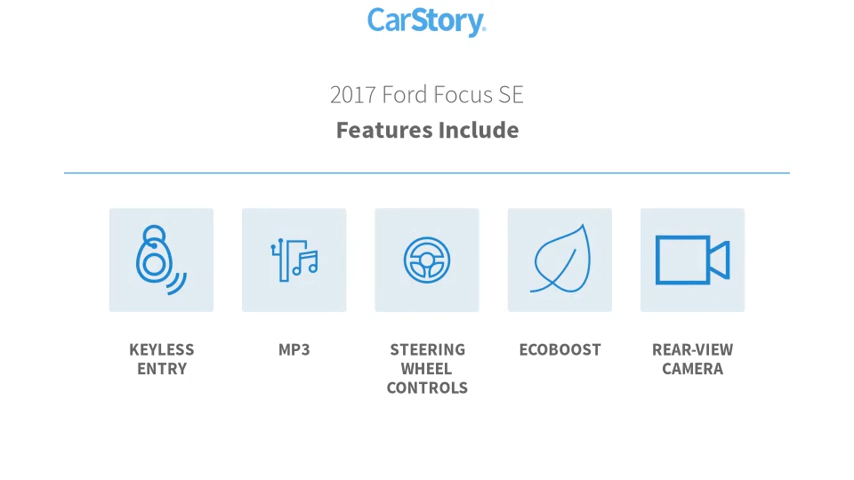 CarStory®
2017 Ford Focus SE
Features Include
KEYLESS
ENTRY
MP3
STEERING
WHEEL
CONTROLS
ECOBOOST
REAR-VIEW
CAMERA